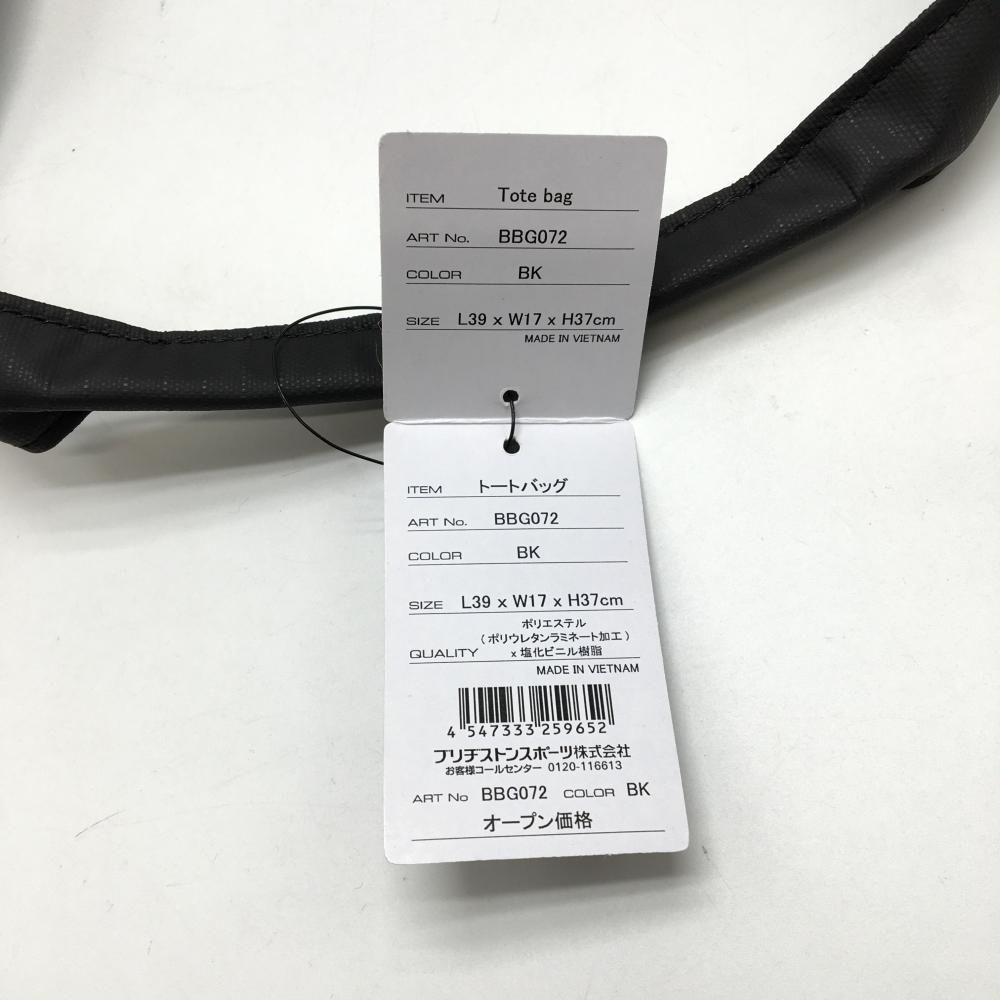 ITEM Tote bag
ART No. BBG072
COLOR BK
SIZE L39 x W17 x H37cm
MADE IN VIETNAM
ITEM トートバッグ
ART No. BBG072
COLOR BK
SIZE L39 x W17 x H37cm
ポリエステル
(ポリウレタンラミネート加工)
QUALITY x 塩化ビニル樹脂
MADE IN VIETNAM
4 547333 259652
ブリヂストンスポーツ株式会社
お客様コールセンター 0120-116613
ART No BBG072 COLOR BK
オープン価格